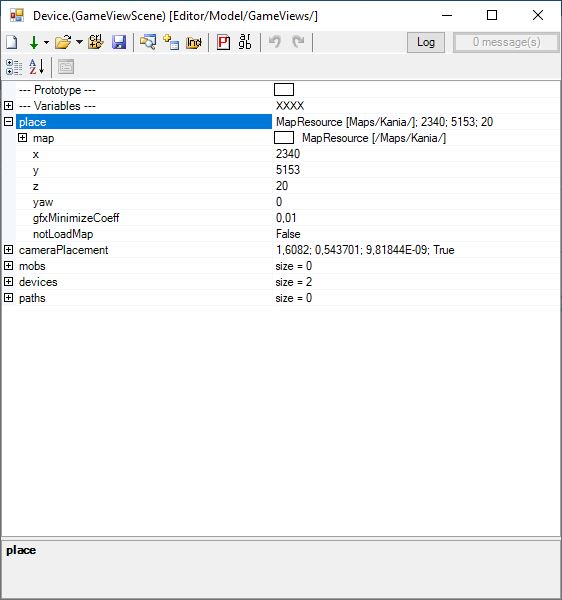 Device.(GameViewScene) [Editor/Model/GameViews/]
Log 0 message(s)
--- Prototype ---
--- Variables --- XXXX
place MapResource [Maps/Kania/]; 2340; 5153; 20
map MapResource [/Maps/Kania/]
x 2340
y 5153
z 20
yaw 0
gfxMinimizeCoeff 0,01
notLoadMap False
cameraPlacement 1,6082; 0,543701; 9,81844E-09; True
mobs size = 0
devices size = 2
paths size = 0
place